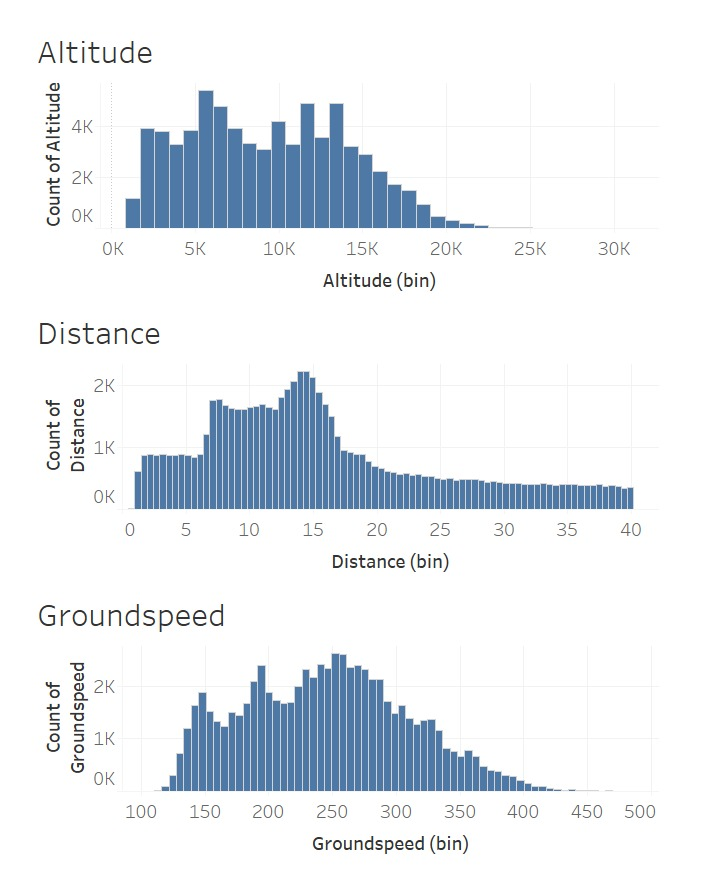 Altitude
Count of Altitude
4K
2K
0K
0K 5K 10K 15K 20K 25K 30K
Altitude (bin)
Distance
Count of
Distance
2K
1K
0K
0 5 10 15 20 25 30 35 40
Distance (bin)
Groundspeed
Count of
Groundspeed
2K
1K
0K
100 150 200 250 300 350 400 450 500
Groundspeed (bin)